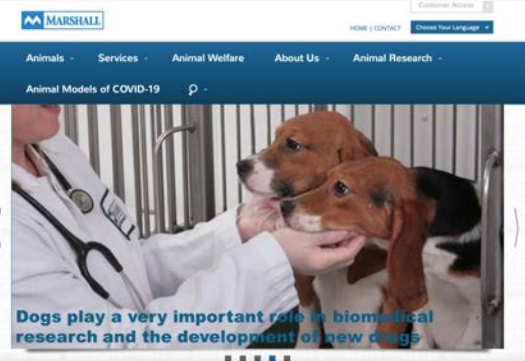 Customer Access
MARSHALL
HOME | CONTACT
Choose Your Language
Animals
Services
Animal Welfare
About Us
Animal Research
Animal Models of COVID-19
Dogs play a very important role in biomedical
research and the development of new drugs